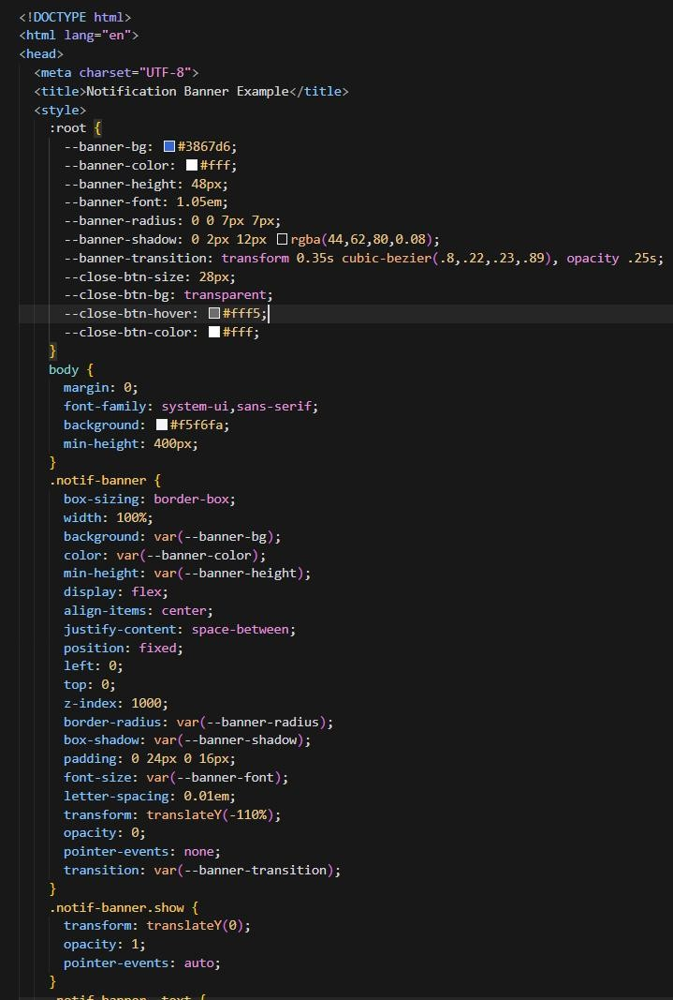 <!DOCTYPE html>
<html lang="en">
<head>
<meta charset="UTF-8">
<title>Notification Banner Example</title>
<style>
:root {
--banner-bg: #3867d6;
--banner-color: #fff;
--banner-height: 48px;
--banner-font: 1.05em;
--banner-radius: 0 0 7px 7px;
--banner-shadow: 0 2px 12px rgba(44,62,80,0.08);
--banner-transition: transform 0.35s cubic-bezier(.8,.22,.23,.89), opacity .25s;
--close-btn-size: 28px;
--close-btn-bg: transparent;
--close-btn-hover: #fff5;
--close-btn-color: #fff;
}
body {
margin: 0;
font-family: system-ui,sans-serif;
background: #f5f6fa;
min-height: 400px;
}
.notif-banner {
box-sizing: border-box;
width: 100%;
background: var(--banner-bg);
color: var(--banner-color);
min-height: var(--banner-height);
display: flex;
align-items: center;
justify-content: space-between;
position: fixed;
left: 0;
top: 0;
z-index: 1000;
border-radius: var(--banner-radius);
box-shadow: var(--banner-shadow);
padding: 0 24px 0 16px;
font-size: var(--banner-font);
letter-spacing: 0.01em;
transform: translateY(-110%);
opacity: 0;
pointer-events: none;
transition: var(--banner-transition);
}
.notif-banner.show {
transform: translateY(0);
opacity: 1;
pointer-events: auto;
}